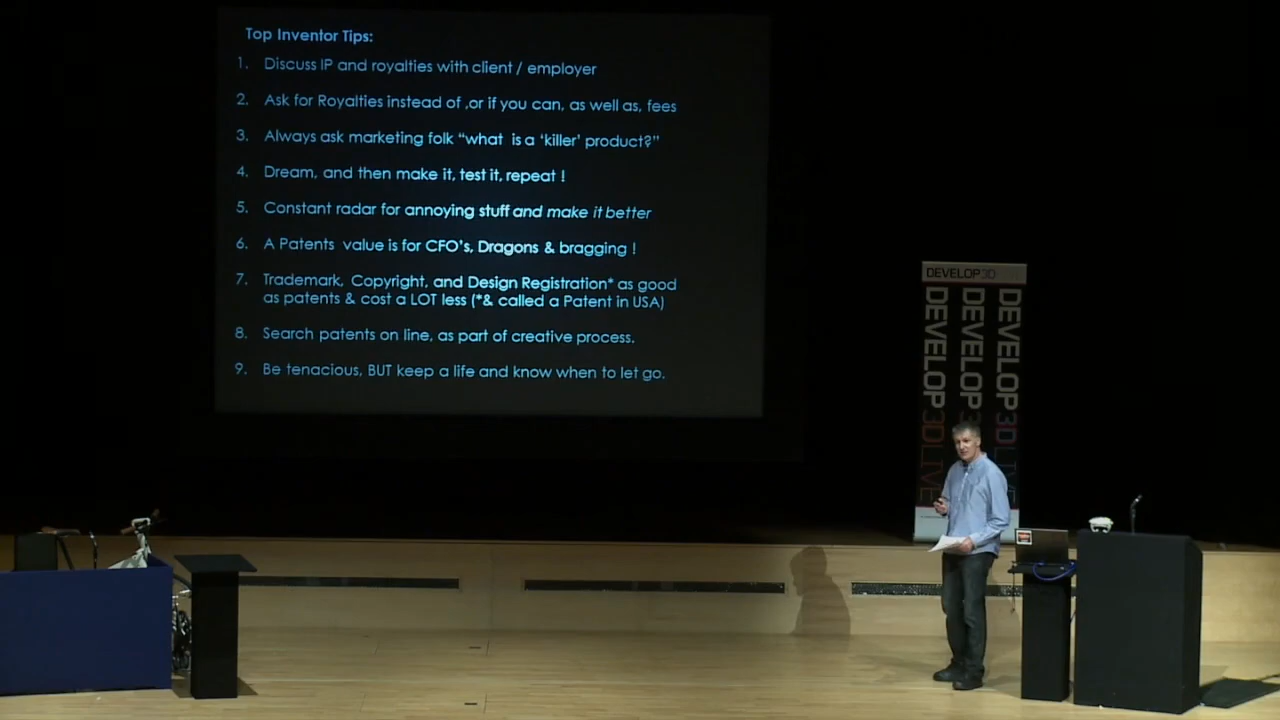 Top Inventor Tips:
1. Discuss IP and royalties with client / employer
2. Ask for Royalties instead of ,or if you can, as well as, fees
3. Always ask marketing folk “what is a ‘killer’ product?”
4. Dream, and then make it, test it, repeat !
5. Constant radar for annoying stuff and make it better
6. A Patents value is for CFO’s, Dragons & bragging !
7. Trademark, Copyright, and Design Registration* as good
as patents & cost a LOT less (*& called a Patent in USA)
8. Search patents on line, as part of creative process.
9. Be tenacious, BUT keep a life and know when to let go.
DEVELOP3D
DEVELOP3DLIVE
DEVELOP3D
DEVELOP3DLIVE